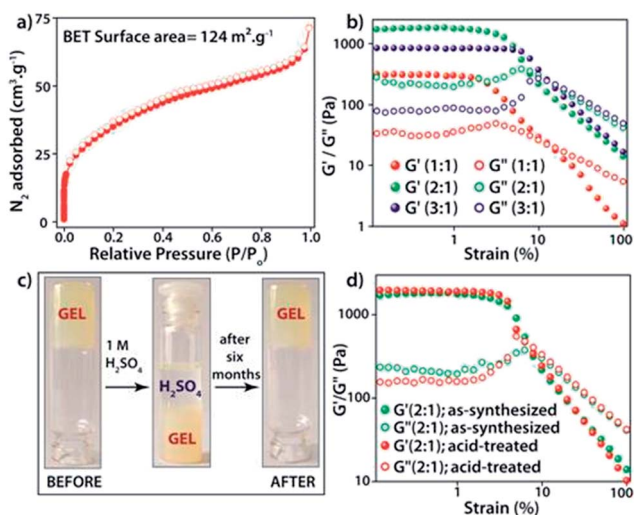 a)
BET Surface area= 124 m².g⁻¹
N₂ adsorbed (cm³.g⁻¹)
75
50
25
0
0.0 0.2 0.4 0.6 0.8 1.0
Relative Pressure (P/Pₒ)
b)
G' / G" (Pa)
1000
100
10
1
G' (1:1) G" (1:1)
G' (2:1) G" (2:1)
G' (3:1) G" (3:1)
1 10 100
Strain (%)
c)
GEL
1 M
H₂SO₄
H₂SO₄
GEL
after
six
months
GEL
BEFORE
AFTER
d)
G'/G" (Pa)
1000
100
10
G'(2:1); as-synthesized
G"(2:1); as-synthesized
G'(2:1); acid-treated
G"(2:1); acid-treated
1 10 100
Strain (%)